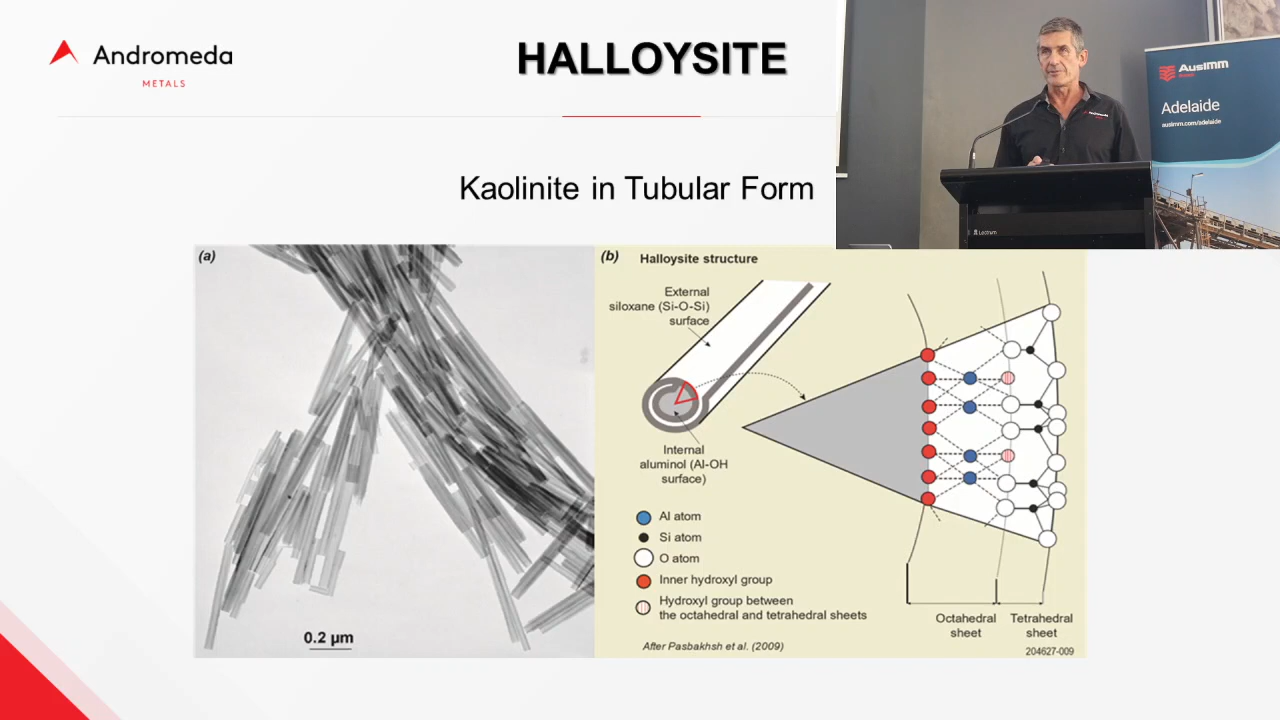 Andromeda
METALS
HALLOYSITE
Kaolinite in Tubular Form
AusIMM
Adelaide
ausimm.com/adelaide
Lectrum
(a)
0.2 µm
(b)
Halloysite structure
External
siloxane (Si-O-Si)
surface
Internal
aluminol (Al-OH
surface)
Al atom
Si atom
O atom
Inner hydroxyl group
Hydroxyl group between
the octahedral and tetrahedral sheets
Octahedral
sheet
Tetrahedral
sheet
After Pasbakhsh et al. (2009)
204627-009